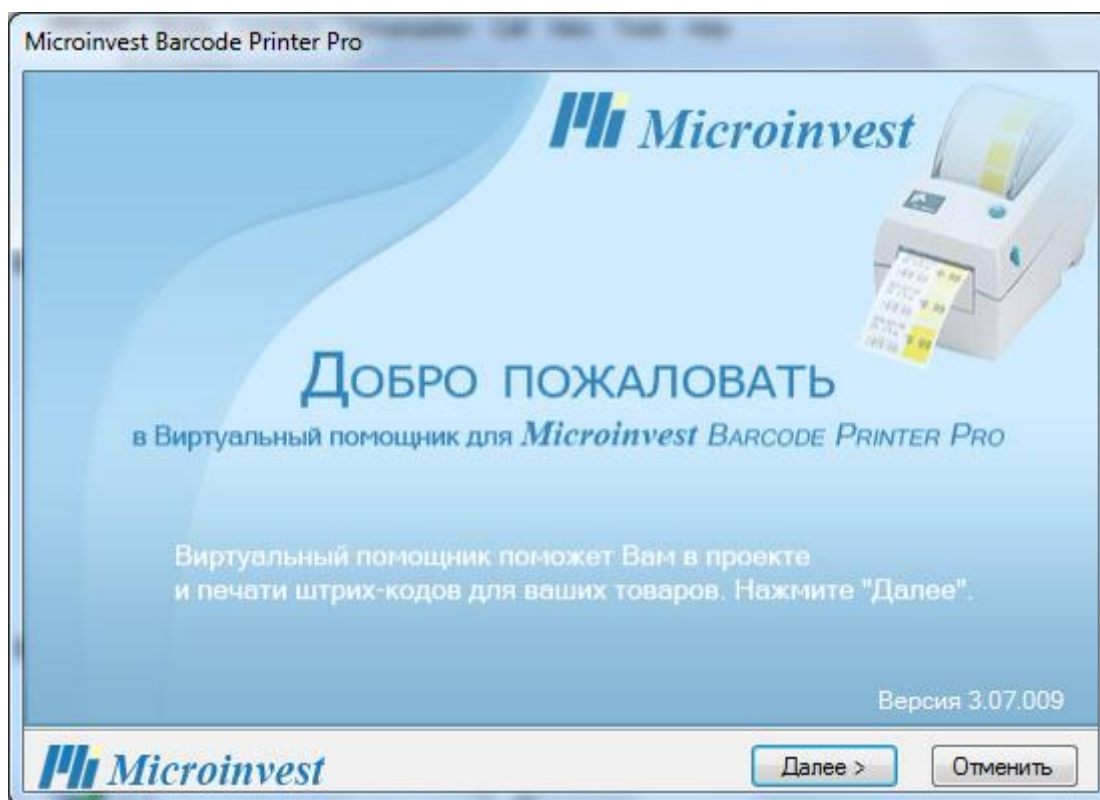 Microinvest Barcode Printer Pro
Microinvest
Добро пожаловать
в Виртуальный помощник для Microinvest Barcode Printer Pro
Виртуальный помощник поможет Вам в проекте
и печати штрих-кодов для ваших товаров. Нажмите "Далее".
Версия 3.07.009
Microinvest
Далее >
Отменить